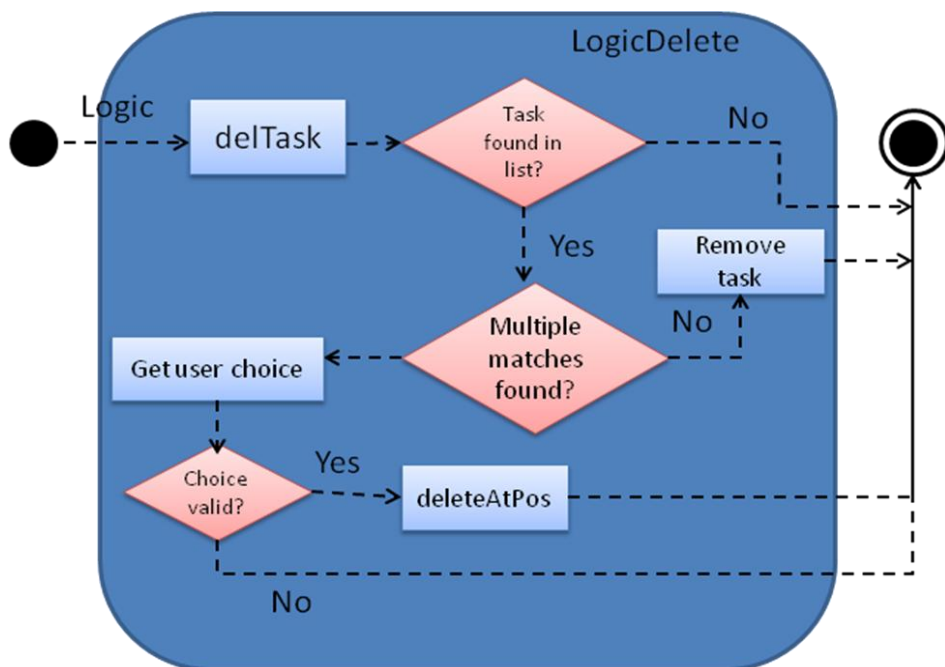 LogicDelete
Logic
delTask
Task
found in
list?
No
Yes
Remove
task
No
Multiple
matches
found?
Get user choice
Choice
valid?
Yes
deleteAtPos
No